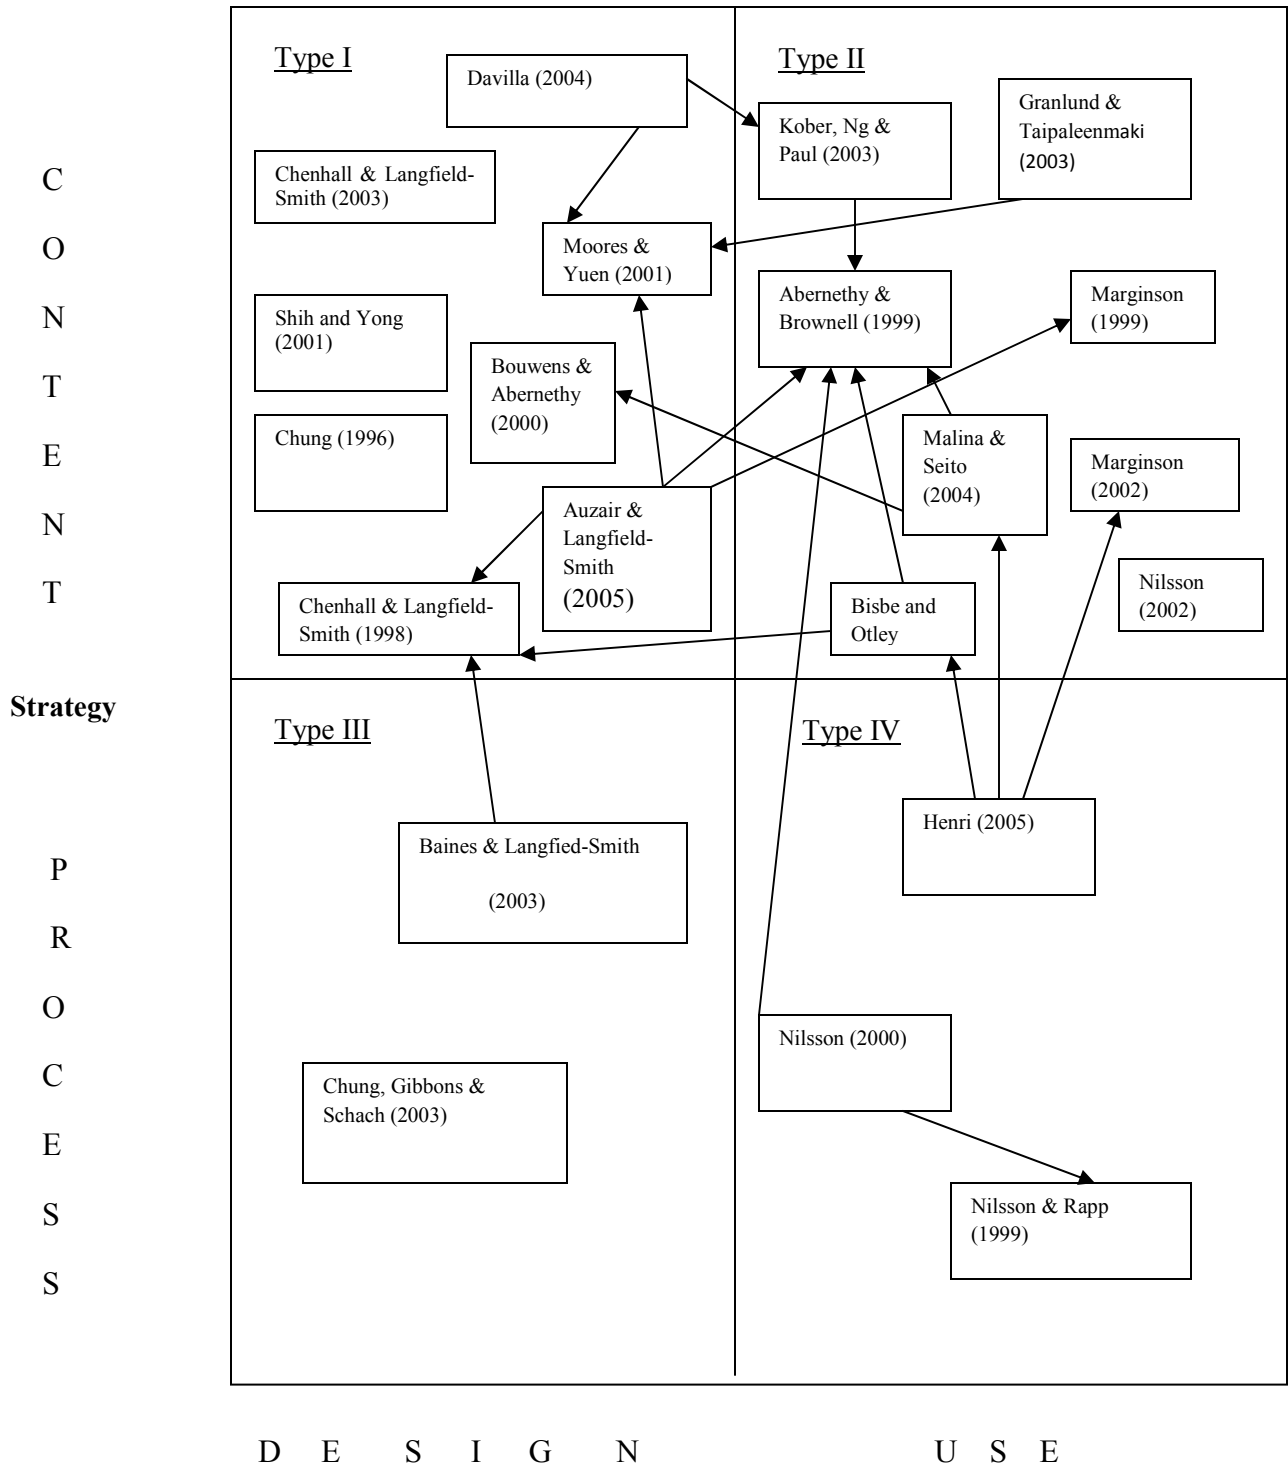 Type I
Davilla (2004)
Chenhall & Langfield-
Smith (2003)
Moores &
Yuen (2001)
Shih and Yong
(2001)
Bouwens &
Abernethy
(2000)
Chung (1996)
Auzair &
Langfield-
Smith
(2005)
Chenhall & Langfield-
Smith (1998)
Type II
Kober, Ng &
Paul (2003)
Granlund &
Taipaleenmaki
(2003)
Abernethy &
Brownell (1999)
Marginson
(1999)
Malina &
Seito
(2004)
Marginson
(2002)
Nilsson
(2002)
Bisbe and
Otley
C
O
N
T
E
N
T
Strategy
Type III
Baines & Langfied-Smith
(2003)
Chung, Gibbons &
Schach (2003)
Type IV
Henri (2005)
Nilsson (2000)
Nilsson & Rapp
(1999)
P
R
O
C
E
S
S
D E S I G N
U S E